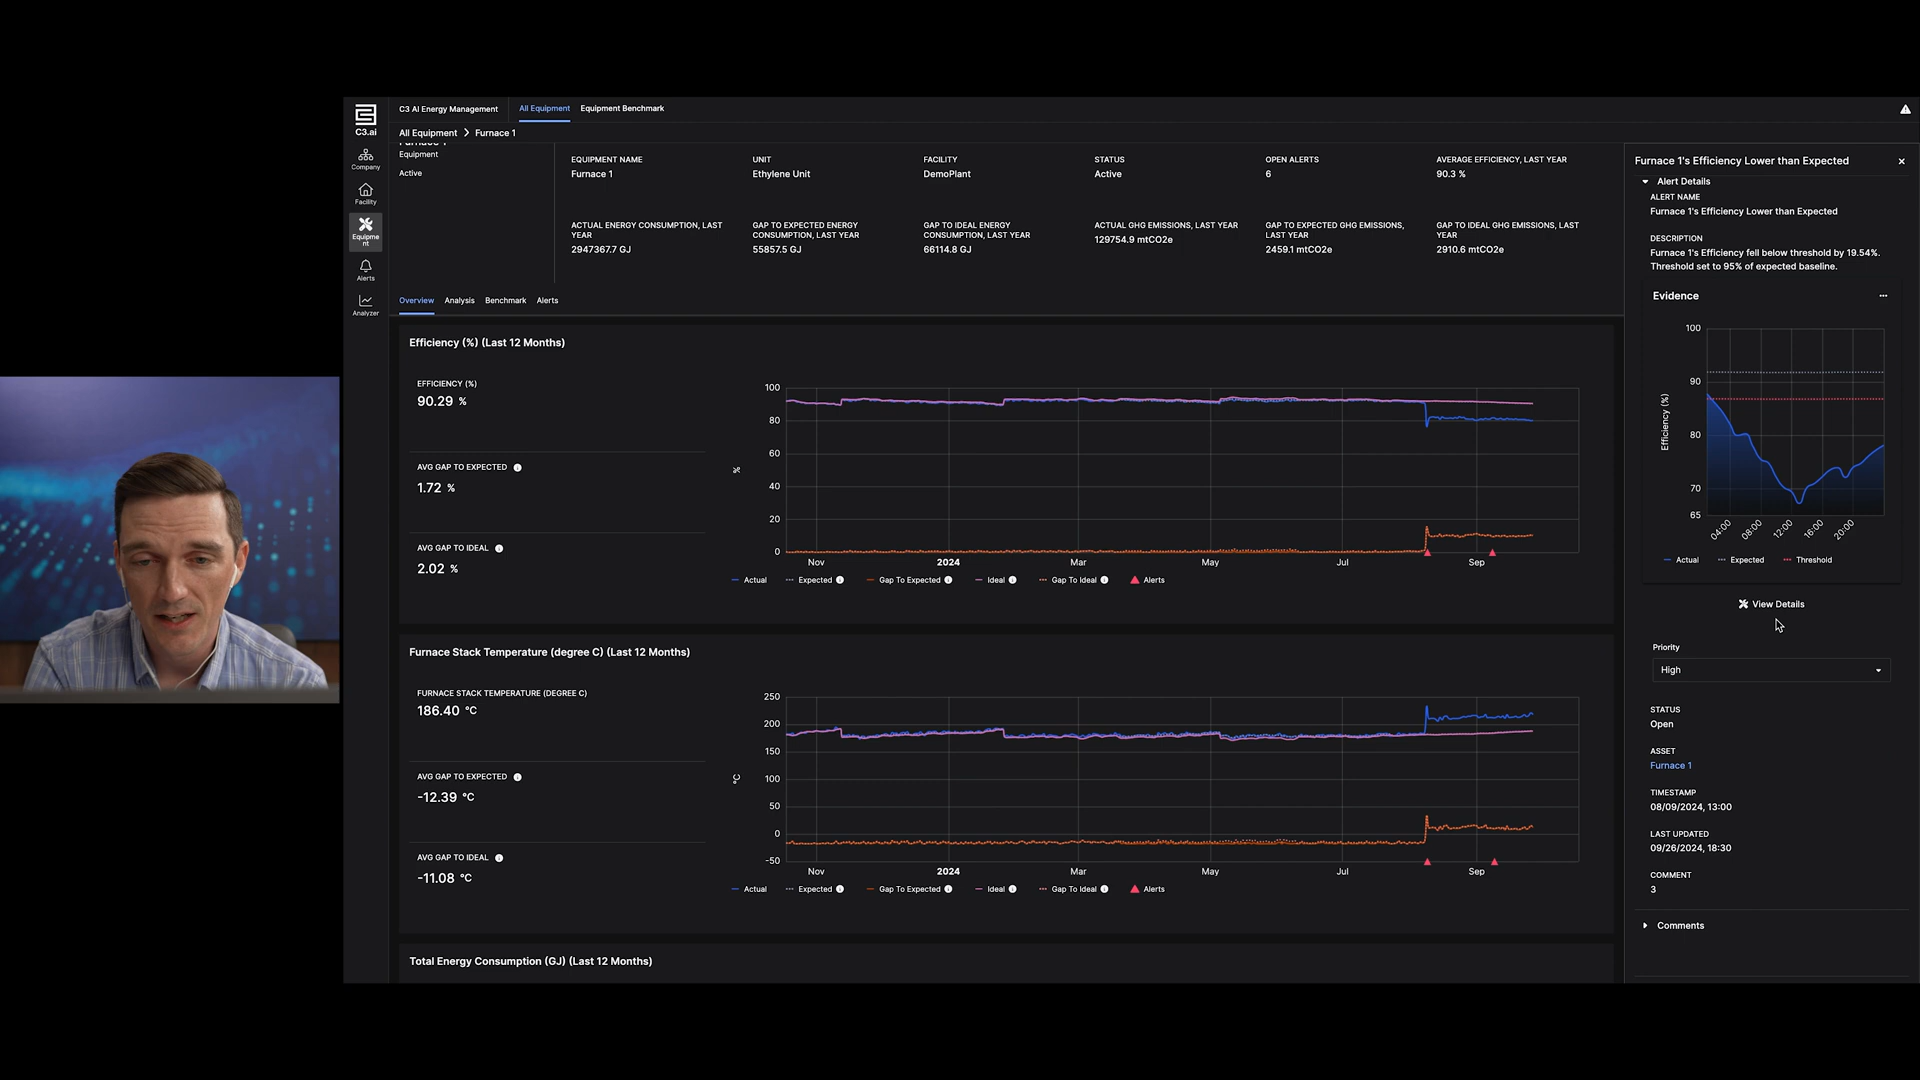 C3.ai
Company
Facility
Equipme
nt
Alerts
Analyzer
C3 AI Energy Management
All Equipment
Equipment Benchmark
All Equipment
Furnace 1
Equipment
Active
EQUIPMENT NAME
Furnace 1
UNIT
Ethylene Unit
FACILITY
DemoPlant
STATUS
Active
OPEN ALERTS
6
AVERAGE EFFICIENCY, LAST YEAR
90.3 %
ACTUAL ENERGY CONSUMPTION, LAST
YEAR
2947367.7 GJ
GAP TO EXPECTED ENERGY
CONSUMPTION, LAST YEAR
55857.5 GJ
GAP TO IDEAL ENERGY
CONSUMPTION, LAST YEAR
66114.8 GJ
ACTUAL GHG EMISSIONS, LAST YEAR
129754.9 mtCO2e
GAP TO EXPECTED GHG EMISSIONS,
LAST YEAR
2459.1 mtCO2e
GAP TO IDEAL GHG EMISSIONS, LAST
YEAR
2910.6 mtCO2e
Overview
Analysis
Benchmark
Alerts
Efficiency (%) (Last 12 Months)
EFFICIENCY (%)
90.29 %
AVG GAP TO EXPECTED
1.72 %
AVG GAP TO IDEAL
2.02 %
%
100
80
60
40
20
0
Nov
2024
Mar
May
Jul
Sep
Actual
Expected
Gap To Expected
Ideal
Gap To Ideal
Alerts
Furnace Stack Temperature (degree C) (Last 12 Months)
FURNACE STACK TEMPERATURE (DEGREE C)
186.40 °C
AVG GAP TO EXPECTED
-12.39 °C
AVG GAP TO IDEAL
-11.08 °C
°C
250
200
150
100
50
0
-50
Nov
2024
Mar
May
Jul
Sep
Actual
Expected
Gap To Expected
Ideal
Gap To Ideal
Alerts
Total Energy Consumption (GJ) (Last 12 Months)
Furnace 1's Efficiency Lower than Expected
Alert Details
ALERT NAME
Furnace 1's Efficiency Lower than Expected
DESCRIPTION
Furnace 1's Efficiency fell below threshold by 19.54%.
Threshold set to 95% of expected baseline.
Evidence
Efficiency (%)
100
90
80
70
65
04:00
08:00
12:00
16:00
20:00
Actual
Expected
Threshold
View Details
Priority
High
STATUS
Open
ASSET
Furnace 1
TIMESTAMP
08/09/2024, 13:00
LAST UPDATED
09/26/2024, 18:30
COMMENT
3
Comments